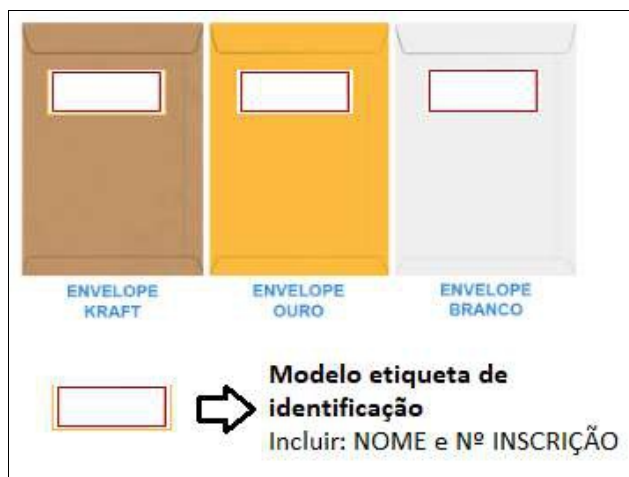 ENVELOPE
KRAFT
ENVELOPE
OURO
ENVELOPE
BRANCO
Modelo etiqueta de
identificação
Incluir: NOME e Nº INSCRIÇÃO